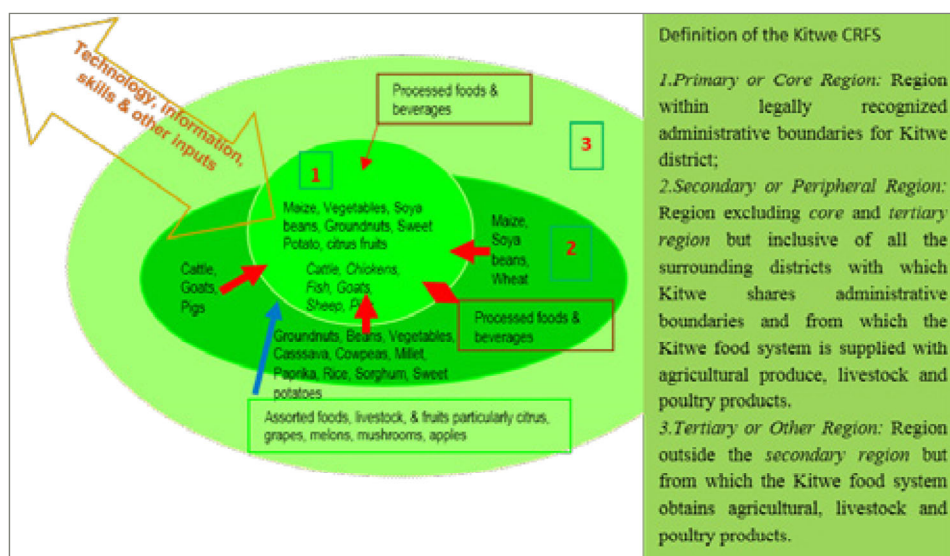 Technology, information,
skills & other inputs
Processed foods &
beverages
3
1
Maize, Vegetables, Soya
beans, Groundnuts, Sweet
Potato, citrus fruits
Cattle, Chickens,
Fish, Goats,
Sheep,
Maize,
Soya
beans,
Wheat
2
Cattle,
Goats,
Pigs
Processed foods &
beverages
Groundnuts, Beans, Vegetables,
Casssava, Cowpeas, Millet,
Paprika, Rice, Sorghum, Sweet
potatoes
Assorted foods, livestock, & fruits particularly citrus,
grapes, melons, mushrooms, apples
Definition of the Kitwe CRFS
1.Primary or Core Region: Region
within legally recognized
administrative boundaries for Kitwe
district;
2.Secondary or Peripheral Region:
Region excluding core and tertiary
region but inclusive of all the
surrounding districts with which
Kitwe shares administrative
boundaries and from which the
Kitwe food system is supplied with
agricultural produce, livestock and
poultry products.
3.Tertiary or Other Region: Region
outside the secondary region but
from which the Kitwe food system
obtains agricultural, livestock and
poultry products.